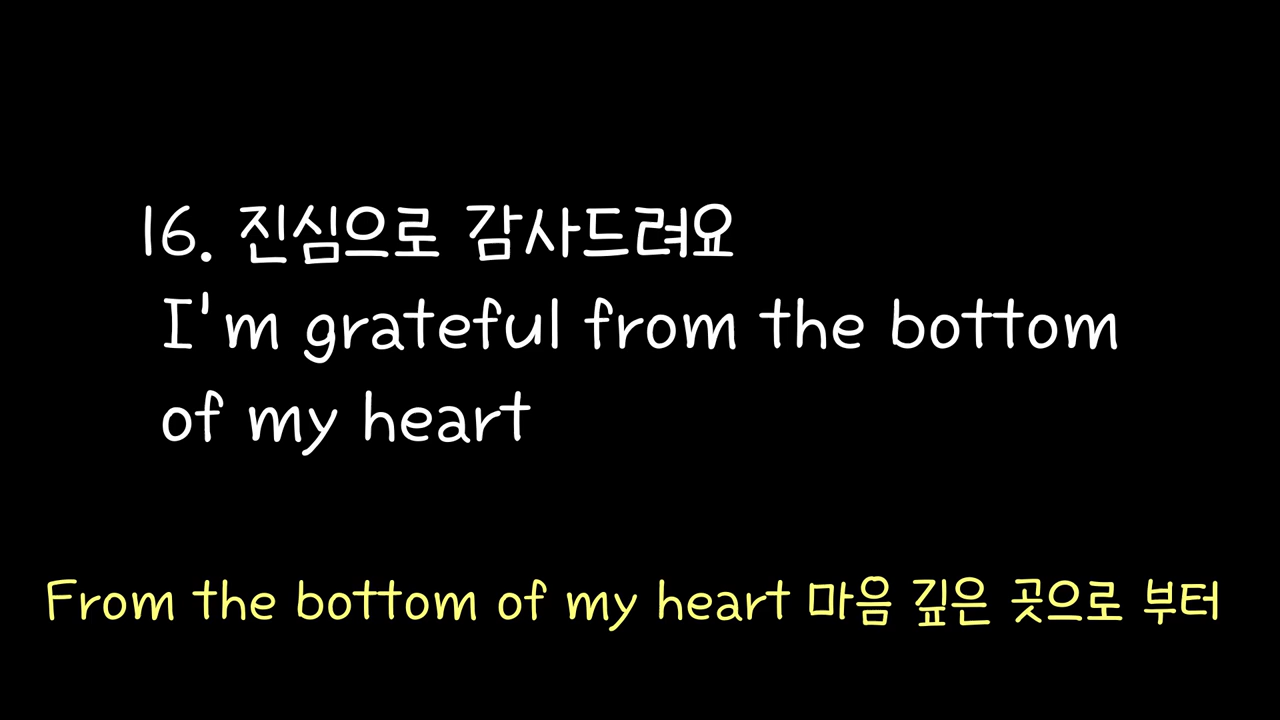 16. 진심으로 감사드려요
I'm grateful from the bottom
of my heart
From the bottom of my heart 마음 깊은 곳으로 부터